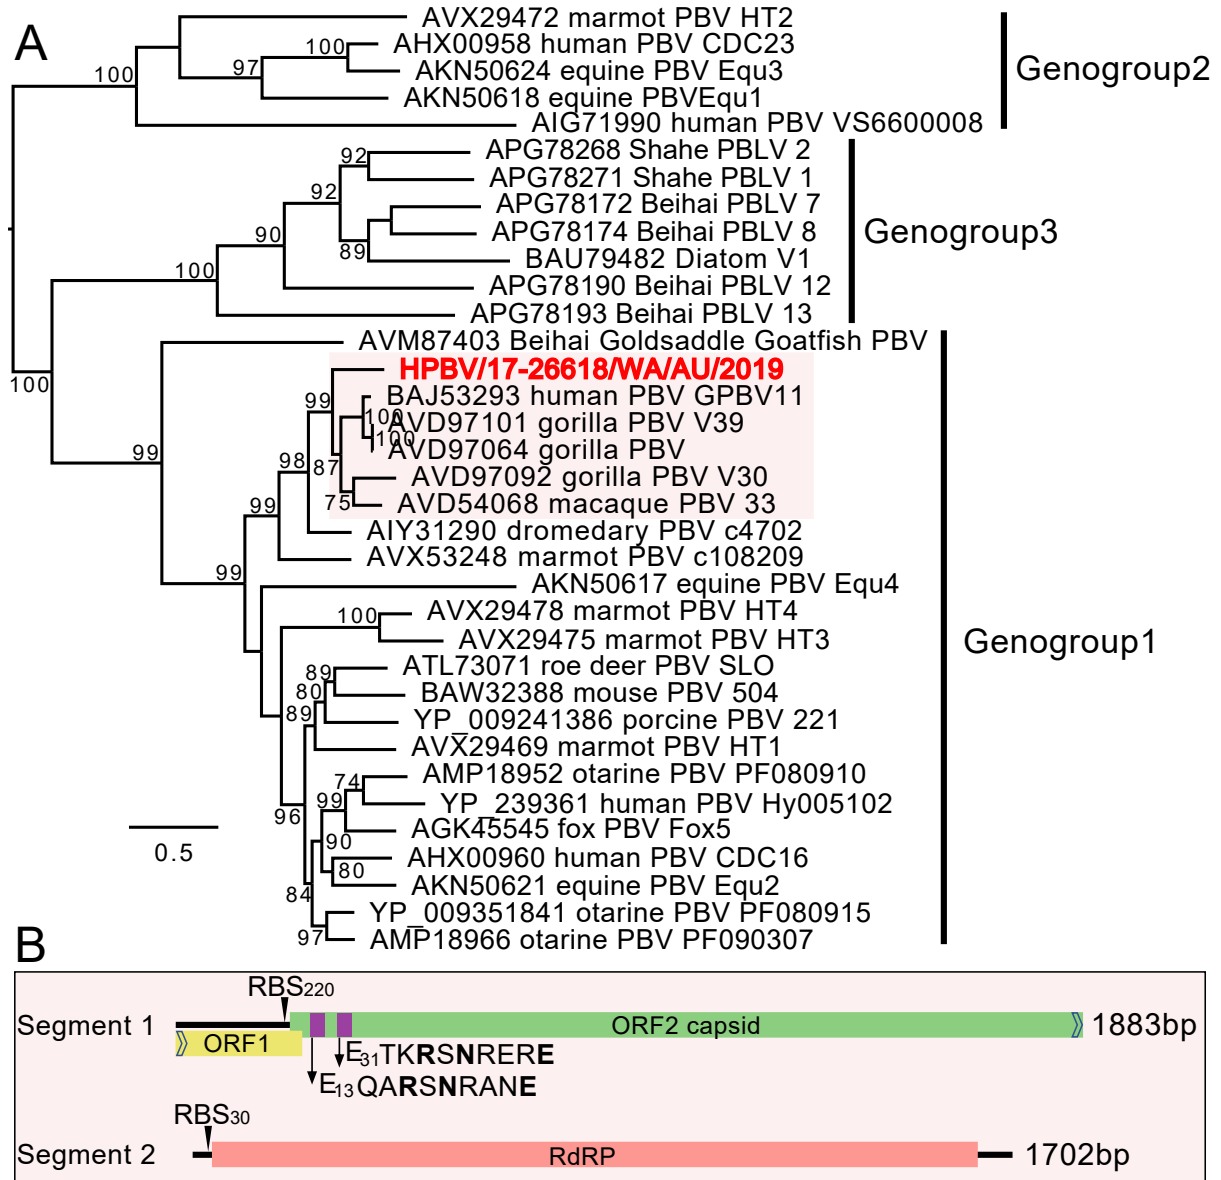 A
AVX29472 marmot PBV HT2
AHX00958 human PBV CDC23
AKN50624 equine PBV Equ3
AKN50618 equine PBVEqu1
AIG71990 human PBV VS6600008
Genogroup2
100
97
100
APG78268 Shahe PBLV 2
APG78271 Shahe PBLV 1
APG78172 Beihai PBLV 7
APG78174 Beihai PBLV 8
BAU79482 Diatom V1
APG78190 Beihai PBLV 12
APG78193 Beihai PBLV 13
Genogroup3
92
92
89
90
100
100
AVM87403 Beihai Goldsaddle Goatfish PBV
HPBV/17-26618/WA/AU/2019
BAJ53293 human PBV GPBV11
AVD97101 gorilla PBV V39
AVD97064 gorilla PBV
AVD97092 gorilla PBV V30
AVD54068 macaque PBV 33
AIY31290 dromedary PBV c4702
AVX53248 marmot PBV c108209
AKN50617 equine PBV Equ4
AVX29478 marmot PBV HT4
AVX29475 marmot PBV HT3
ATL73071 roe deer PBV SLO
BAW32388 mouse PBV 504
YP_009241386 porcine PBV 221
AVX29469 marmot PBV HT1
AMP18952 otarine PBV PF080910
YP_239361 human PBV Hy005102
AGK45545 fox PBV Fox5
AHX00960 human PBV CDC16
AKN50621 equine PBV Equ2
YP_009351841 otarine PBV PF080915
AMP18966 otarine PBV PF090307
Genogroup1
99
100
100
87
98
75
99
99
99
100
89
80
89
74
99
96
90
80
84
97
0.5
B
RBS220
Segment 1
ORF1
ORF2 capsid
1883bp
E31TKRSNRERE
E13QARSNRANE
RBS30
Segment 2
RdRP
1702bp